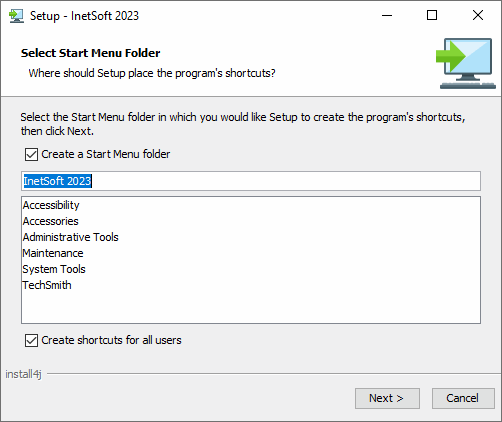 Setup - InetSoft 2023
Select Start Menu Folder
Where should Setup place the program's shortcuts?
Select the Start Menu folder in which you would like Setup to create the program's shortcuts,
then click Next.
Create a Start Menu folder
InetSoft 2023
Accessibility
Accessories
Administrative Tools
Maintenance
System Tools
TechSmith
Create shortcuts for all users
install4j
Next >
Cancel